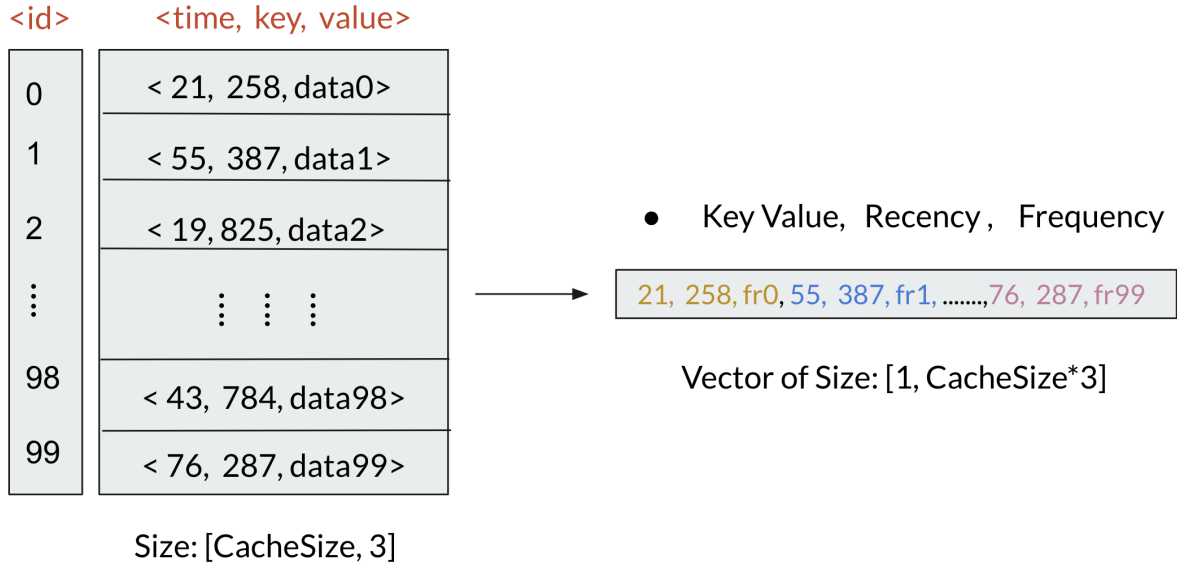 <id>
<time, key, value>
0
< 21, 258, data0>
1
< 55, 387, data1>
2
< 19, 825, data2>
98
< 43, 784, data98>
99
< 76, 287, data99>
Size: [CacheSize, 3]
● Key Value, Recency , Frequency
21, 258, fr0, 55, 387, fr1, ......., 76, 287, fr99
Vector of Size: [1, CacheSize*3]